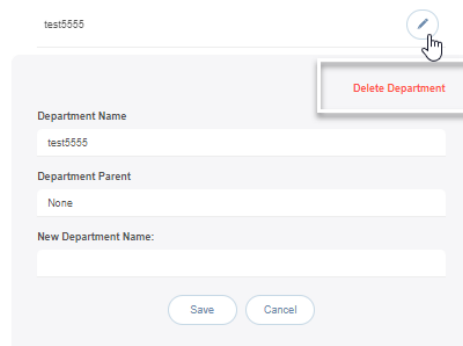 test5555
Delete Department
Department Name
test5555
Department Parent
None
New Department Name:
Save Cancel